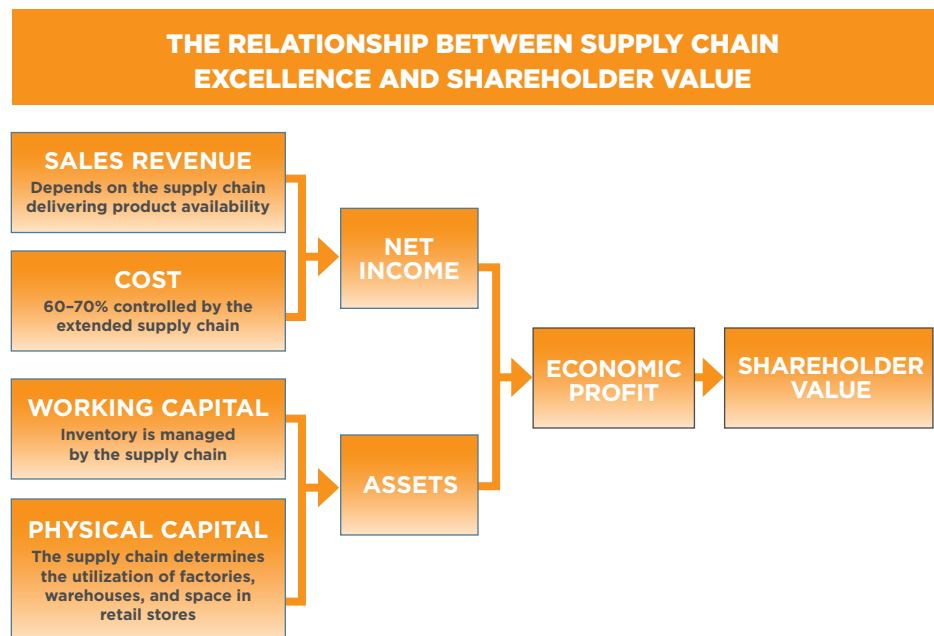 THE RELATIONSHIP BETWEEN SUPPLY CHAIN
EXCELLENCE AND SHAREHOLDER VALUE
SALES REVENUE
Depends on the supply chain
delivering product availability
COST
60–70% controlled by the
extended supply chain
NET
INCOME
WORKING CAPITAL
Inventory is managed
by the supply chain
PHYSICAL CAPITAL
The supply chain determines
the utilization of factories,
warehouses, and space in
retail stores
ASSETS
ECONOMIC
PROFIT
SHAREHOLDER
VALUE